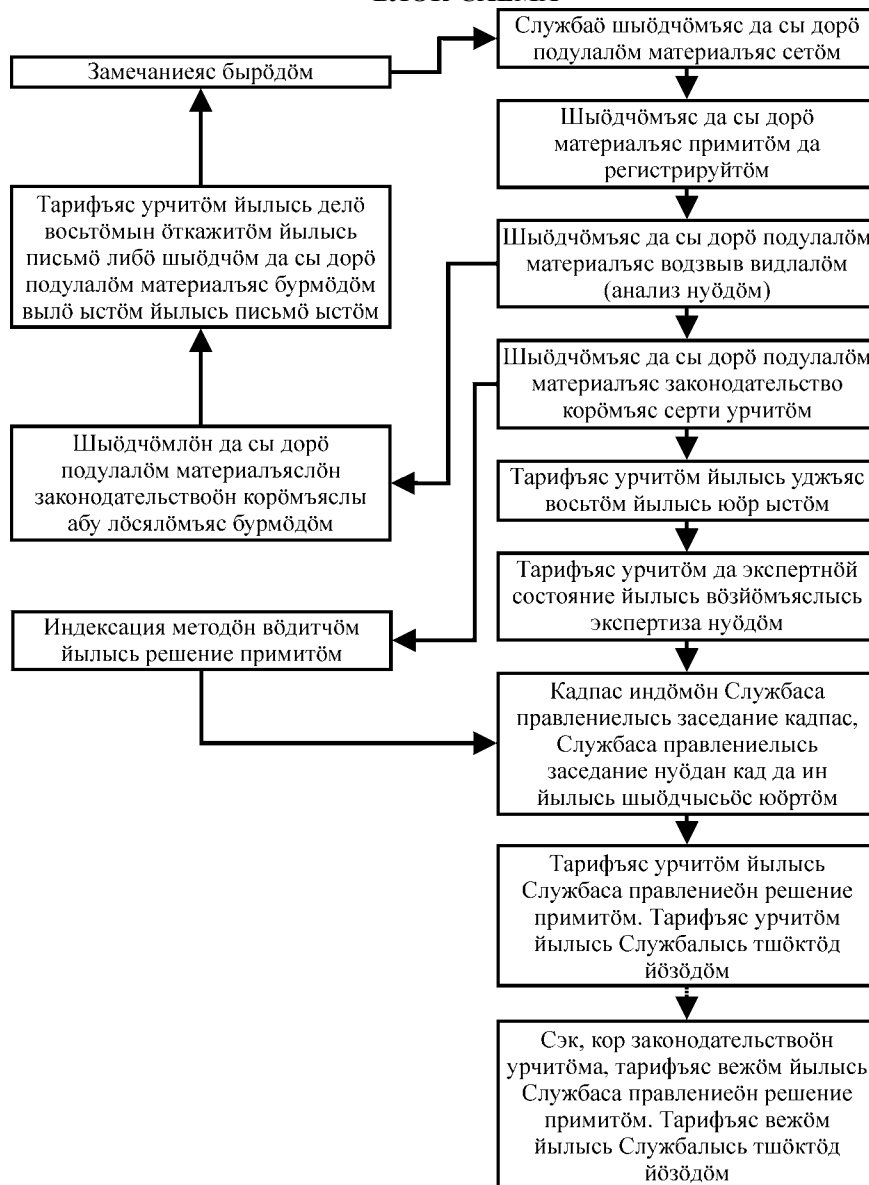 БЛОК-СХЕМА
Службаӧ шыӧдчӧмъяс да сы дорӧ
подулалӧм материалъяс сетӧм
Замечаниеяс бырӧдӧм
Шыӧдчӧмъяс да сы дорӧ
материалъяс примитӧм да
регистрируйтӧм
Тарифъяс урчитӧм йылысь делӧ
восьтӧмын ӧткажитӧм йылысь
письмӧ либӧ шыӧдчӧм да сы дорӧ
подулалӧм материалъяс бурмӧдӧм
вылӧ ыстӧм йылысь письмӧ ыстӧм
Шыӧдчӧмъяс да сы дорӧ подулалӧм
материалъяс водзвыв видлалӧм
(анализ нуӧдӧм)
Шыӧдчӧмъяс да сы дорӧ подулалӧм
материалъяс законодательство
корӧмъяс серти урчитӧм
Шыӧдчӧмлӧн да сы дорӧ
подулалӧм материалъяслӧн
законодательствоӧн корӧмъяслы
абу лӧсялӧмъяс бурмӧдӧм
Тарифъяс урчитӧм йылысь уджъяс
восьтӧм йылысь юӧр ыстӧм
Тарифъяс урчитӧм да экспертнӧй
состояние йылысь вӧзйӧмъяслысь
экспертиза нуӧдӧм
Индексация методӧн вӧдитчӧм
йылысь решение примитӧм
Кадпас индӧмӧн Службаса
правлениелысь заседание кадпас,
Службаса правлениелысь
заседание нуӧдан кад да ин
йылысь шыӧдчысьӧс юӧртӧм
Тарифъяс урчитӧм йылысь
Службаса правлениеӧн решение
примитӧм. Тарифъяс урчитӧм
йылысь Службалысь тшӧктӧд
йӧзӧдӧм
Сэк, кор законодательствоӧн
урчитӧма, тарифъяс вежӧм йылысь
Службаса правлениеӧн решение
примитӧм. Тарифъяс вежӧм
йылысь Службалысь тшӧктӧд
йӧзӧдӧм